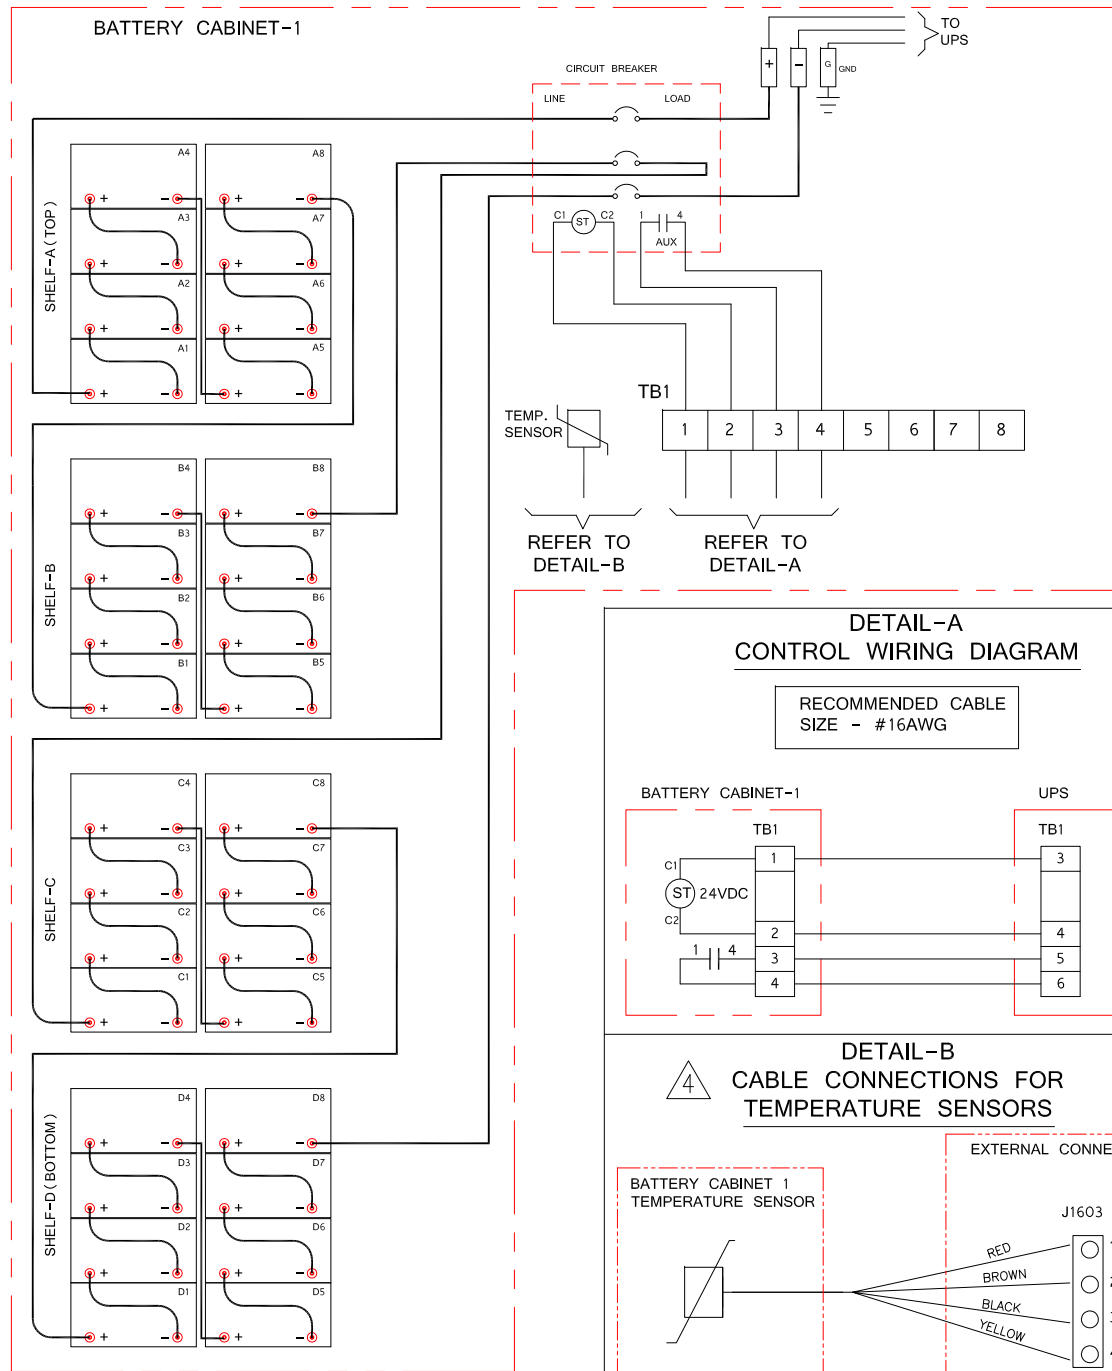 BATTERY CABINET-1
TO
UPS
+
-
G
GND
CIRCUIT BREAKER
LINE
LOAD
C1
ST
C2
1
4
AUX
SHELF-A(TOP)
A4
A8
+ -
+ -
A3
A7
+ -
+ -
A2
A6
+ -
+ -
A1
A5
+ -
+ -
TB1
TEMP.
SENSOR
1 2 3 4 5 6 7 8
REFER TO
DETAIL-B
REFER TO
DETAIL-A
SHELF-B
B4
B8
+ -
+ -
B3
B7
+ -
+ -
B2
B6
+ -
+ -
B1
B5
+ -
+ -
SHELF-C
C4
C8
+ -
+ -
C3
C7
+ -
+ -
C2
C6
+ -
+ -
C1
C5
+ -
+ -
SHELF-D(BOTTOM)
D4
D8
+ -
+ -
D3
D7
+ -
+ -
D2
D6
+ -
+ -
D1
D5
+ -
+ -
DETAIL-A
CONTROL WIRING DIAGRAM
RECOMMENDED CABLE
SIZE - #16AWG
BATTERY CABINET-1
UPS
TB1
TB1
C1
1
3
ST 24VDC
C2
2
4
1 4
3
5
4
6
4
DETAIL-B
CABLE CONNECTIONS FOR
TEMPERATURE SENSORS
EXTERNAL CONNE
BATTERY CABINET 1
TEMPERATURE SENSOR
J1603
RED
BROWN
2
BLACK
3
YELLOW